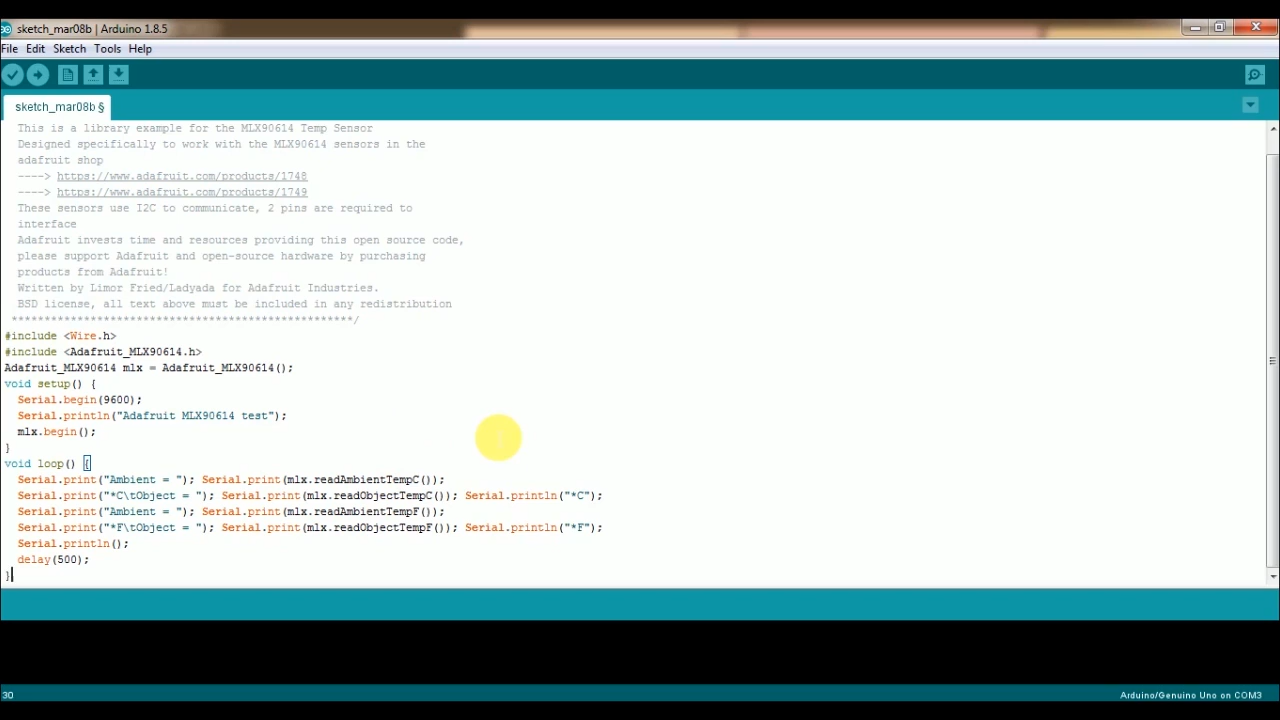 sketch_mar08b | Arduino 1.8.5
File Edit Sketch Tools Help
sketch_mar08b §
This is a library example for the MLX90614 Temp Sensor
Designed specifically to work with the MLX90614 sensors in the
adafruit shop
----> https://www.adafruit.com/products/1748
----> https://www.adafruit.com/products/1749
These sensors use I2C to communicate, 2 pins are required to
interface
Adafruit invests time and resources providing this open source code,
please support Adafruit and open-source hardware by purchasing
products from Adafruit!
Written by Limor Fried/Ladyada for Adafruit Industries.
BSD license, all text above must be included in any redistribution
****************************************************/
#include <Wire.h>
#include <Adafruit_MLX90614.h>
Adafruit_MLX90614 mlx = Adafruit_MLX90614();
void setup() {
Serial.begin(9600);
Serial.println("Adafruit MLX90614 test");
mlx.begin();
}
void loop() {
Serial.print("Ambient = "); Serial.print(mlx.readAmbientTempC());
Serial.print("*C\tObject = "); Serial.print(mlx.readObjectTempC()); Serial.println("*C");
Serial.print("Ambient = "); Serial.print(mlx.readAmbientTempF());
Serial.print("*F\tObject = "); Serial.print(mlx.readObjectTempF()); Serial.println("*F");
Serial.println();
delay(500);
}
30
Arduino/Genuino Uno on COM3